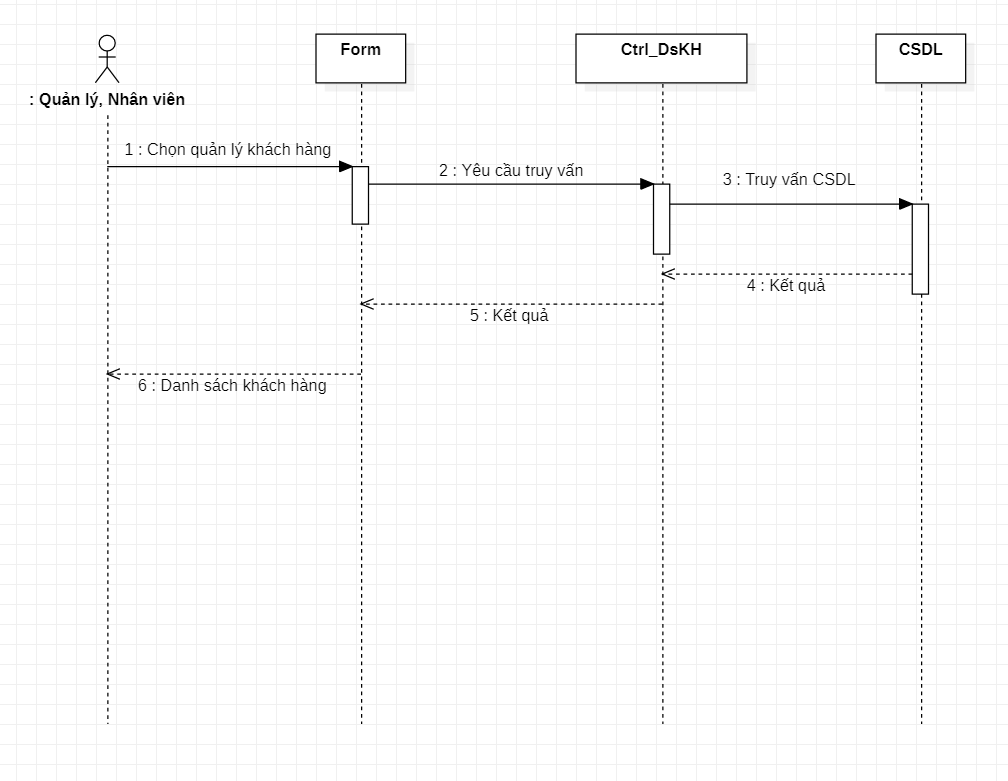 Form
Ctrl_DsKH
CSDL
: Quản lý, Nhân viên
1 : Chọn quản lý khách hàng
2 : Yêu cầu truy vấn
3 : Truy vấn CSDL
4 : Kết quả
5 : Kết quả
6 : Danh sách khách hàng